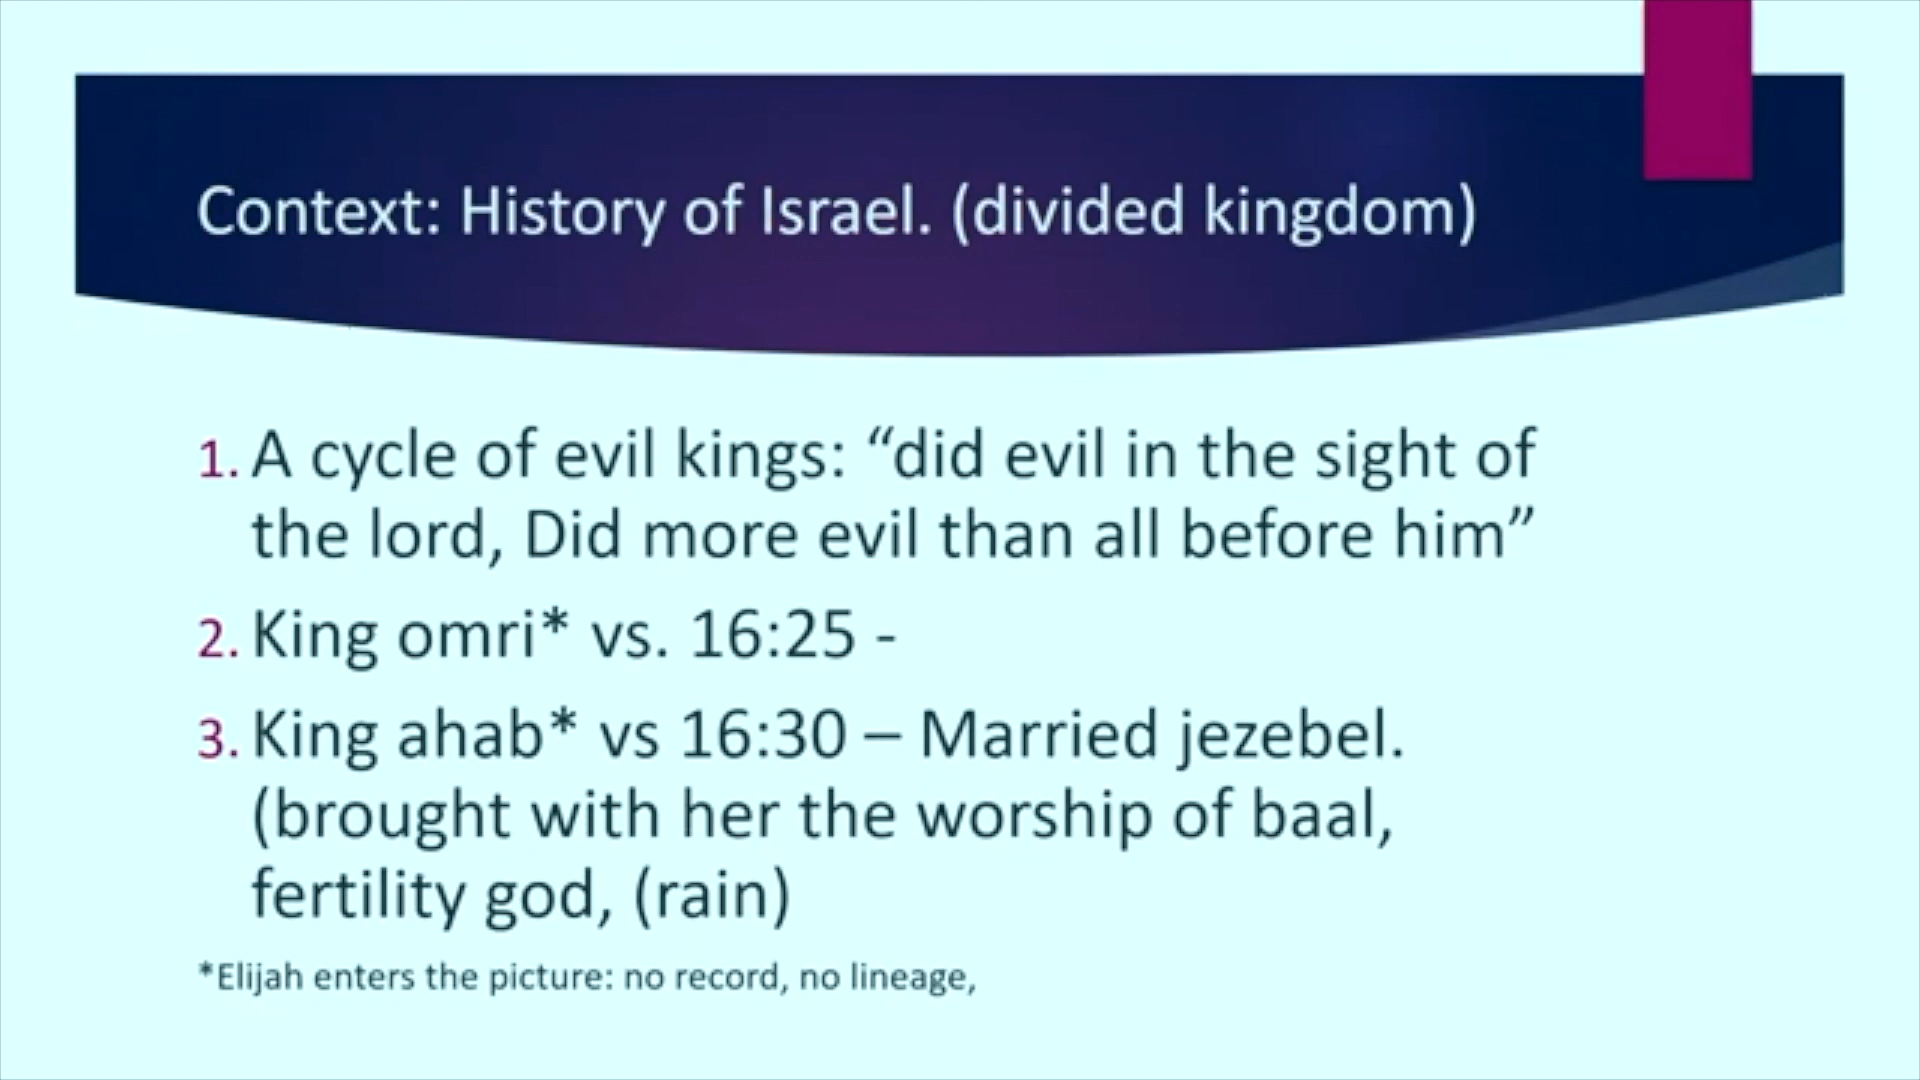 Context: History of Israel. (divided kingdom)
1. A cycle of evil kings: “did evil in the sight of
the lord, Did more evil than all before him”
2. King omri* vs. 16:25 -
3. King ahab* vs 16:30 – Married jezebel.
(brought with her the worship of baal,
fertility god, (rain)
*Elijah enters the picture: no record, no lineage,